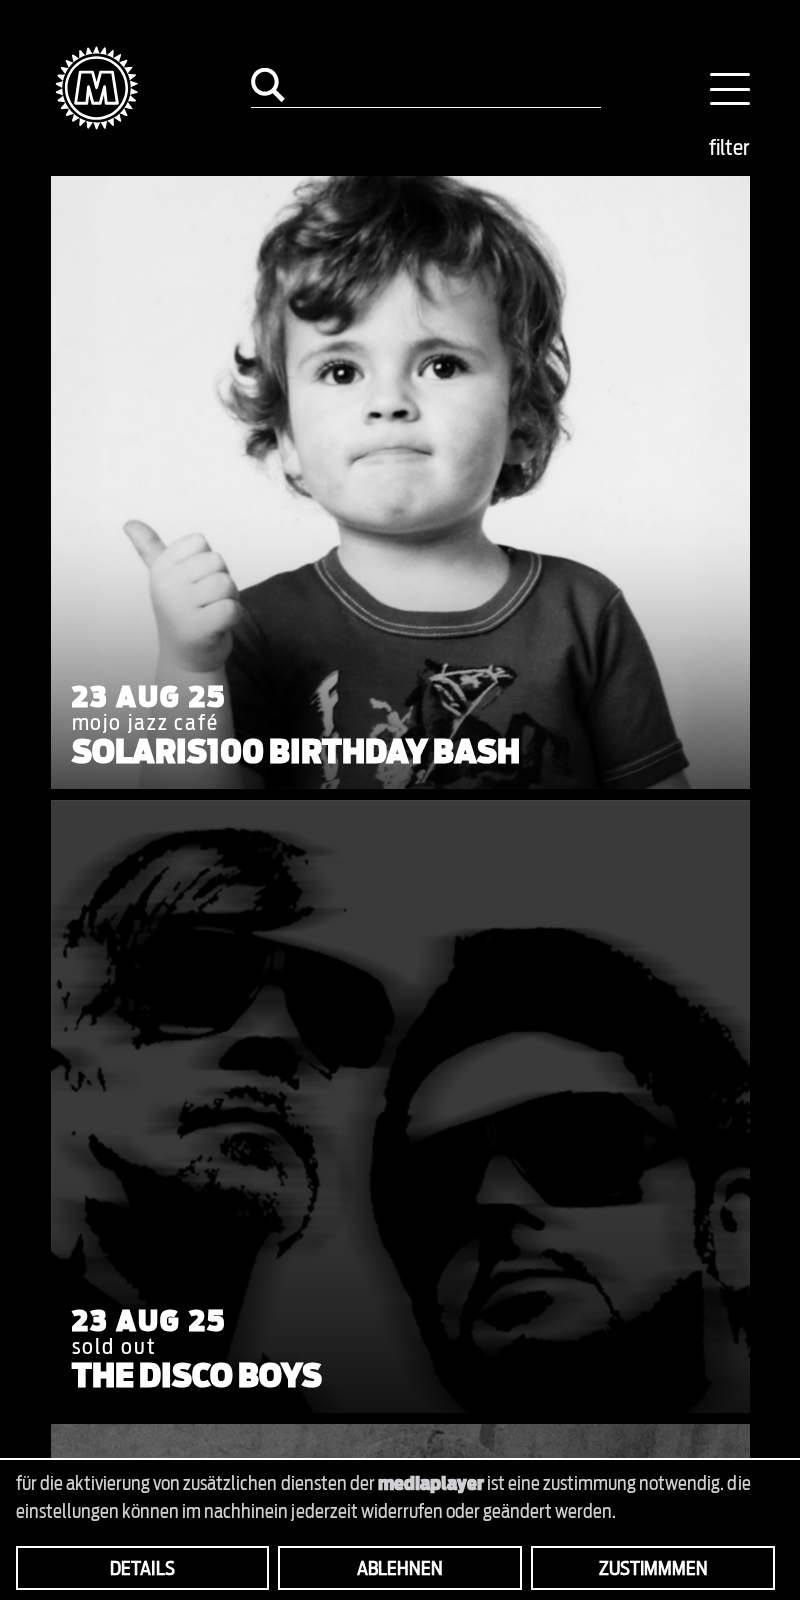 M
filter
23 AUG 25
mojo jazz café
SOLARIS100 BIRTHDAY BASH
23 AUG 25
sold out
THE DISCO BOYS
für die aktivierung von zusätzlichen diensten der mediaplayer ist eine zustimmung notwendig. die
einstellungen können im nachhinein jederzeit widerrufen oder geändert werden.
DETAILS
ABLEHNEN
ZUSTIMMMEN